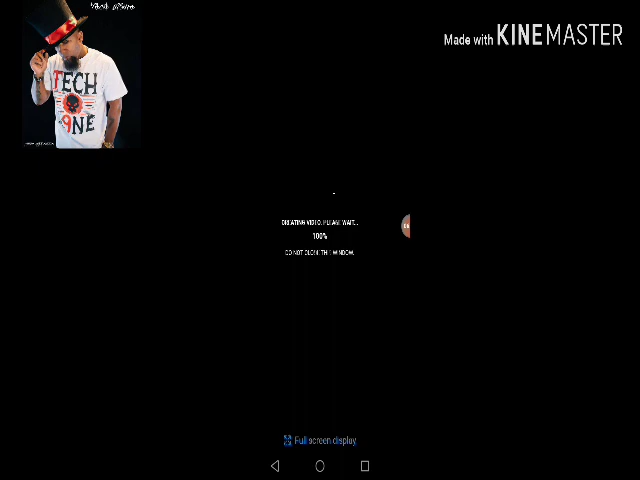 Made with KINEMASTER
TECH
9NE
CREATING VIDEO. PLEASE WAIT...
100%
DO NOT CLOSE THIS WINDOW.
Full screen display